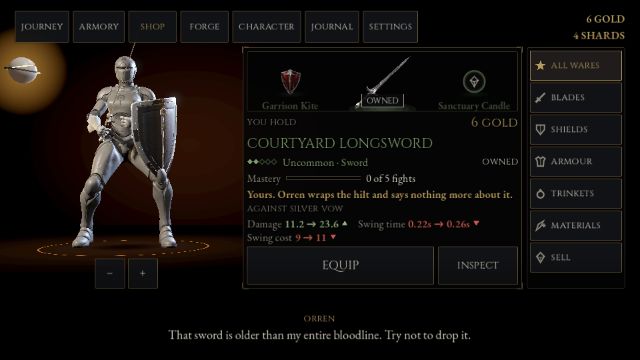 JOURNEY ARMORY SHOP FORGE CHARACTER JOURNAL SETTINGS
6 GOLD
4 SHARDS
Garrison Kite OWNED Sanctuary Candle
YOU HOLD 6 GOLD
COURTYARD LONGSWORD
Uncommon · Sword OWNED
Mastery 0 of 5 fights
Yours. Orren wraps the hilt and says nothing more about it.
AGAINST SILVER VOW
Damage 11.2 → 23.6 ▲ Swing time 0.22s → 0.26s ▼
Swing cost 9 → 11 ▼
EQUIP INSPECT
ALL WARES
BLADES
SHIELDS
ARMOUR
TRINKETS
MATERIALS
SELL
− +
ORREN
That sword is older than my entire bloodline. Try not to drop it.